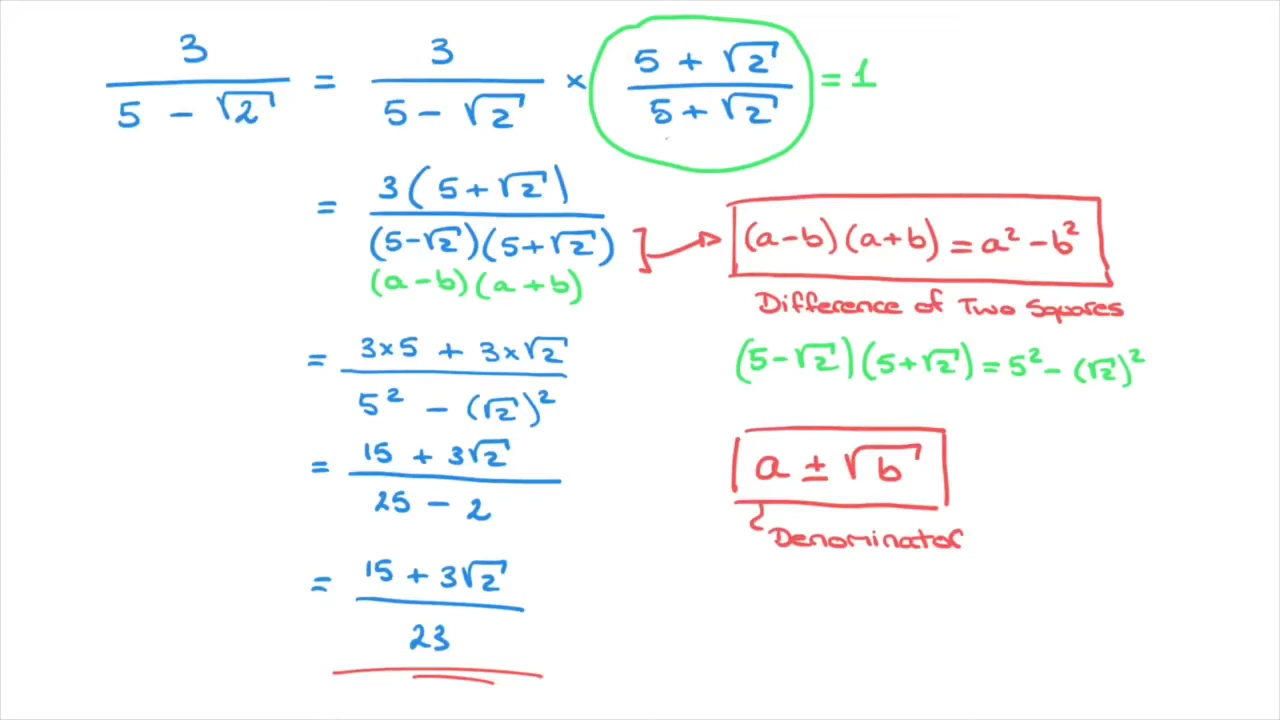 3/(5 - √2) = 3/(5 - √2) × (5 + √2)/(5 + √2) = 1
= 3(5 + √2)/((5 - √2)(5 + √2))
(a - b)(a + b)
(a - b)(a + b) = a² - b²
Difference of Two Squares
= (3×5 + 3×√2)/(5² - (√2)²)
(5 - √2)(5 + √2) = 5² - (√2)²
= (15 + 3√2)/(25 - 2)
a ± √b
Denominator
= (15 + 3√2)/23